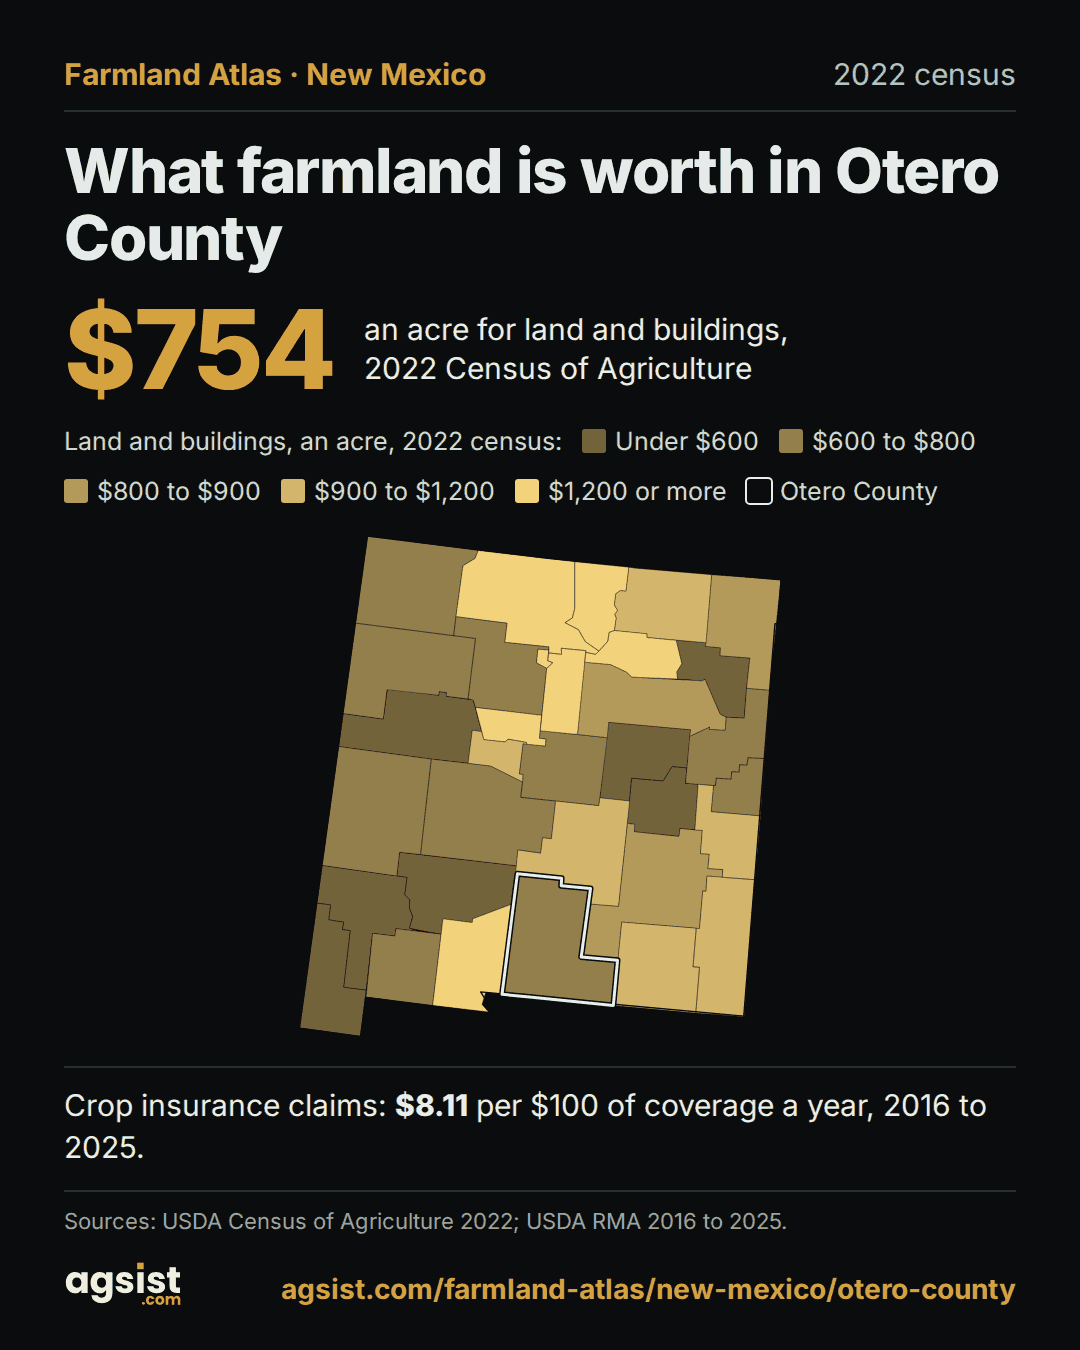 Farmland Atlas · New Mexico
2022 census
What farmland is worth in Otero
County
$754
an acre for land and buildings,
2022 Census of Agriculture
Land and buildings, an acre, 2022 census: Under $600 $600 to $800
$800 to $900 $900 to $1,200 $1,200 or more Otero County
Crop insurance claims: $8.11 per $100 of coverage a year, 2016 to
2025.
Sources: USDA Census of Agriculture 2022; USDA RMA 2016 to 2025.
agsist
.com
agsist.com/farmland-atlas/new-mexico/otero-county